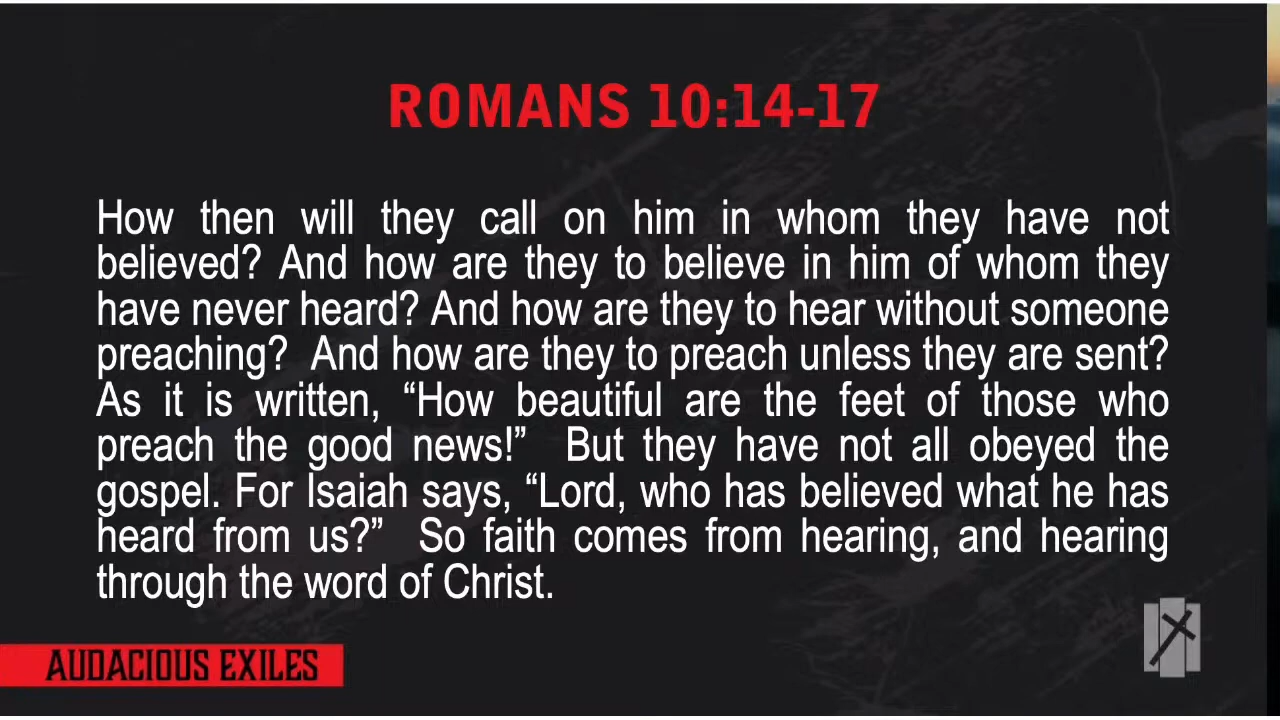 ROMANS 10:14-17
How then will they call on him in whom they have not
believed? And how are they to believe in him of whom they
have never heard? And how are they to hear without someone
preaching?  And how are they to preach unless they are sent?
As it is written, “How beautiful are the feet of those who
preach the good news!”  But they have not all obeyed the
gospel. For Isaiah says, “Lord, who has believed what he has
heard from us?”  So faith comes from hearing, and hearing
through the word of Christ.
AUDACIOUS EXILES